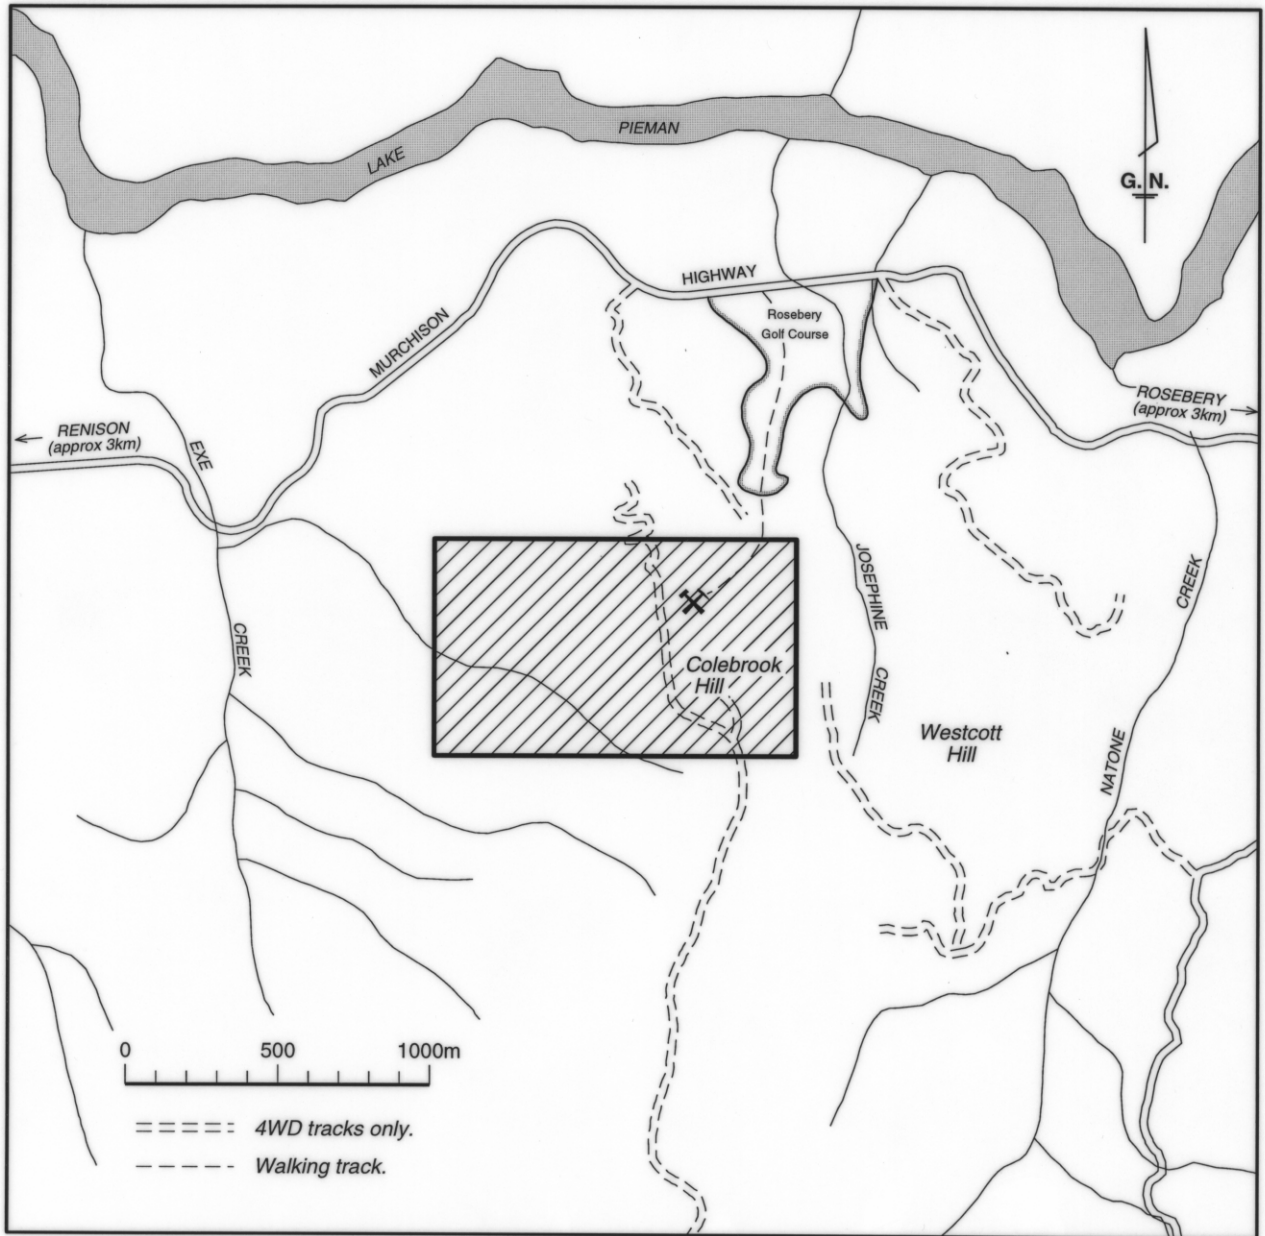 PIEMAN
LAKE
G. N.
HIGHWAY
Rosebery
Golf Course
MURCHISON
ROSEBERY
(approx 3km)
RENISON
(approx 3km)
EXE
JOSEPHINE
CREEK
CREEK
CREEK
Colebrook
Hill
Westcott
Hill
NATONE
0 500 1000m
4WD tracks only.
Walking track.